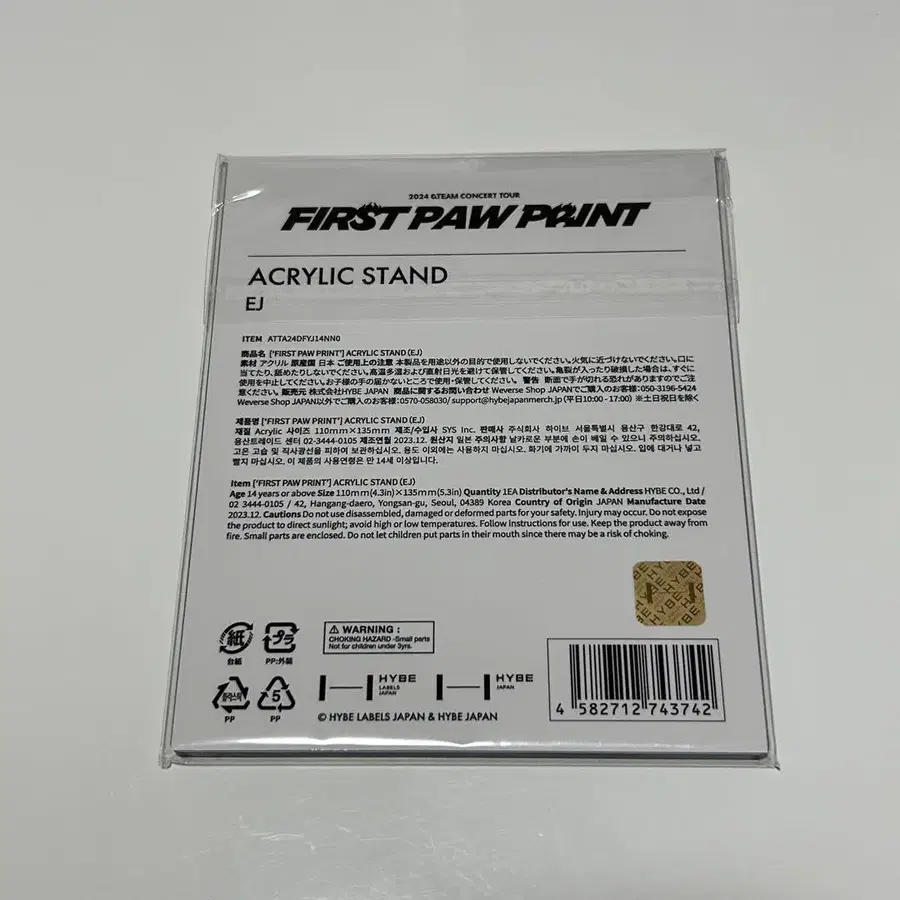 2024 &TEAM CONCERT TOUR
FIRST PAW PRINT
ACRYLIC STAND
EJ
ITEM ATTA24DFYJ14NN0
商品名 ['FIRST PAW PRINT'] ACRYLIC STAND (EJ)
素材 アクリル 原産国 日本 ご使用上の注意 本製品を用途以外の目的で使用しないでください。火気に近づけないでください。口に
当てたり、舐めたりしないでください。高温多湿および直射日光を避けて保管してください。亀裂が入ったり破損した場合は、すぐに
使用を中止してください。お子様の手の届かないところで使用・保管してください。 警告 断面で手が切れる恐れがありますのでご注
意ください。 販売元 株式会社HYBE JAPAN 商品に関するお問い合わせ Weverse Shop JAPANでご購入のお客様：050-3196-5424
Weverse Shop JAPAN以外でご購入のお客様：0570-058030/ support@hybejapanmerch.jp (平日10:00 - 17:00) ※土日祝日を除く
제품명 ['FIRST PAW PRINT'] ACRYLIC STAND (EJ)
재질 Acrylic 사이즈 110mm×135mm 제조/수입사 SYS Inc. 판매사 주식회사 하이브 서울특별시 용산구 한강대로 42,
용산트레이드 센터 02-3444-0105 제조연월 2023.12. 원산지 일본 주의사항 날카로운 부분에 손이 베일 수 있으니 주의하십시오.
고온 고습 및 직사광선을 피하여 보관하십시오. 용도 이외에는 사용하지 마십시오. 화기에 가까이 두지 마십시오. 입에 대거나 넣고
빨지 마십시오. 이 제품의 사용연령은 만 14세 이상입니다.
Item ['FIRST PAW PRINT'] ACRYLIC STAND (EJ)
Age 14 years or above Size 110mm(4.3in)×135mm(5.3in) Quantity 1EA Distributor's Name & Address HYBE CO., Ltd /
02 3444-0105 / 42, Hangang-daero, Yongsan-gu, Seoul, 04389 Korea Country of Origin JAPAN Manufacture Date
2023.12. Cautions Do not use disassembled, damaged or deformed parts for your safety. Injury may occur. Do not expose
the product to direct sunlight; avoid high or low temperatures. Follow instructions for use. Keep the product away from
fire. Small parts are enclosed. Do not let children put parts in their mouth since there may be a risk of choking.
HYBE
紙
台紙
プラ
PP:外装
WARNING :
CHOKING HAZARD -Small parts
Not for children under 3yrs.
플라스틱
PP
5
PP
HYBE
LABELS
JAPAN
HYBE
JAPAN
© HYBE LABELS JAPAN & HYBE JAPAN
4 582712 743742